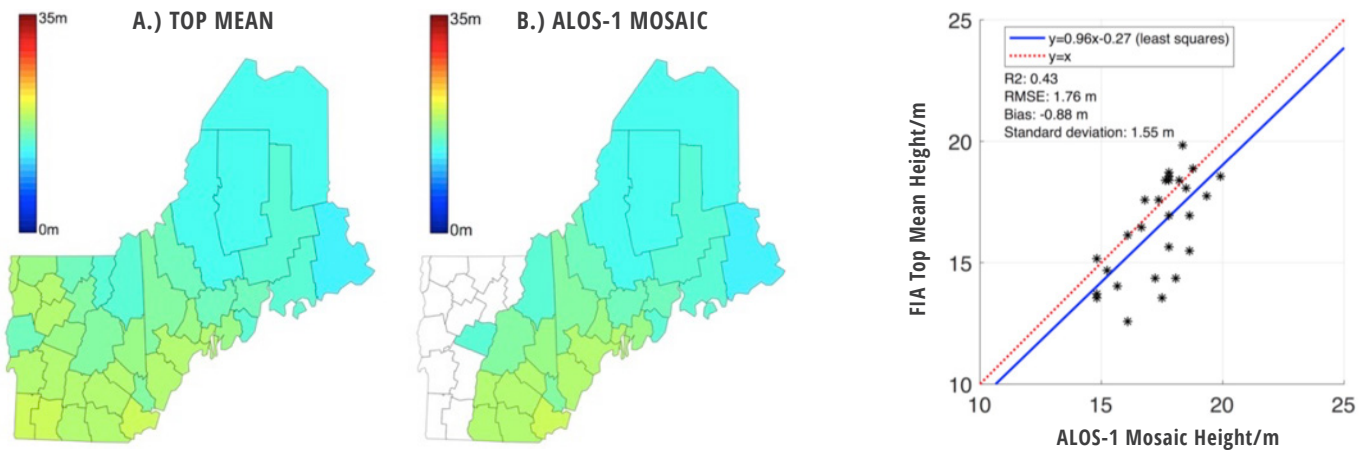 A.) TOP MEAN
35m
0m
B.) ALOS-1 MOSAIC
35m
0m
25
20
15
10
FIA Top Mean Height/m
y=0.96x-0.27 (least squares)
y=x
R2: 0.43
RMSE: 1.76 m
Bias: -0.88 m
Standard deviation: 1.55 m
10 15 20 25
ALOS-1 Mosaic Height/m